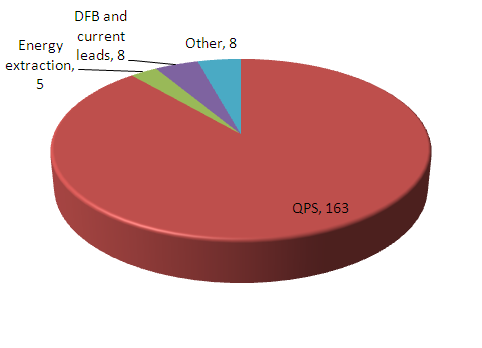 DFB and
current
leads, 8
Other, 8
Energy
extraction,
5
QPS, 163